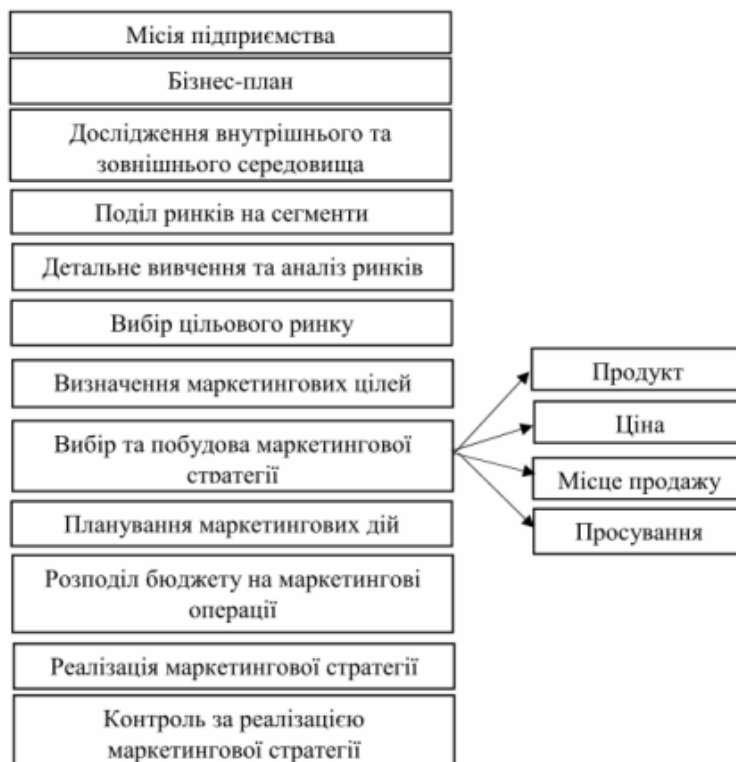 Місія підприємства
Бізнес-план
Дослідження внутрішнього та
зовнішнього середовища
Поділ ринків на сегменти
Детальне вивчення та аналіз ринків
Вибір цільового ринку
Визначення маркетингових цілей
Вибір та побудова маркетингової
стратегії
Продукт
Ціна
Місце продажу
Просування
Планування маркетингових дій
Розподіл бюджету на маркетингові
операції
Реалізація маркетингової стратегії
Контроль за реалізацією
маркетингової стратегії